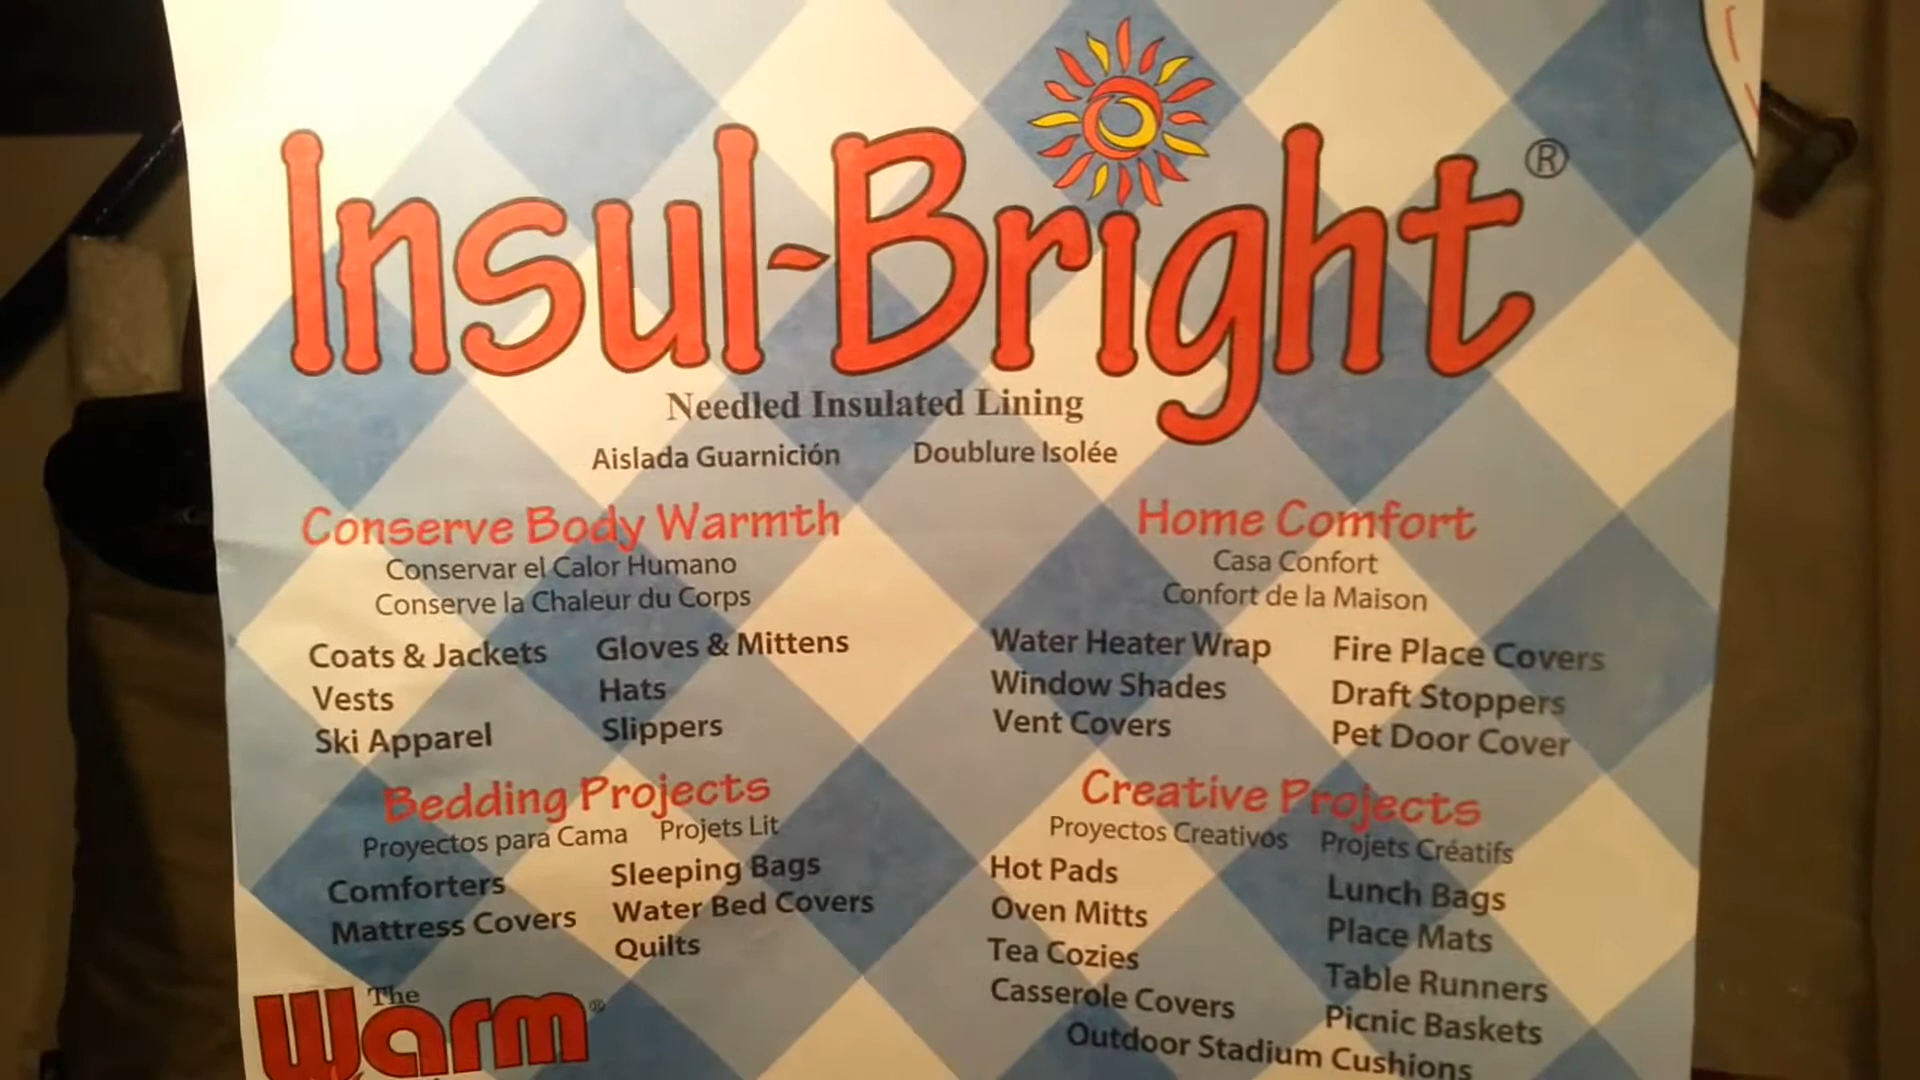 Insul-Bright®
Needled Insulated Lining
Aislada Guarnición Doublure Isolée
Conserve Body Warmth
Conservar el Calor Humano
Conserve la Chaleur du Corps
Coats & Jackets Gloves & Mittens
Vests Hats
Ski Apparel Slippers
Home Comfort
Casa Confort
Confort de la Maison
Water Heater Wrap Fire Place Covers
Window Shades Draft Stoppers
Vent Covers Pet Door Cover
Bedding Projects
Proyectos para Cama Projets Lit
Comforters Sleeping Bags
Mattress Covers Water Bed Covers
Quilts
Creative Projects
Proyectos Creativos Projets Créatifs
Hot Pads Lunch Bags
Oven Mitts Place Mats
Tea Cozies Table Runners
Casserole Covers Picnic Baskets
Outdoor Stadium Cushions
The
Warm®